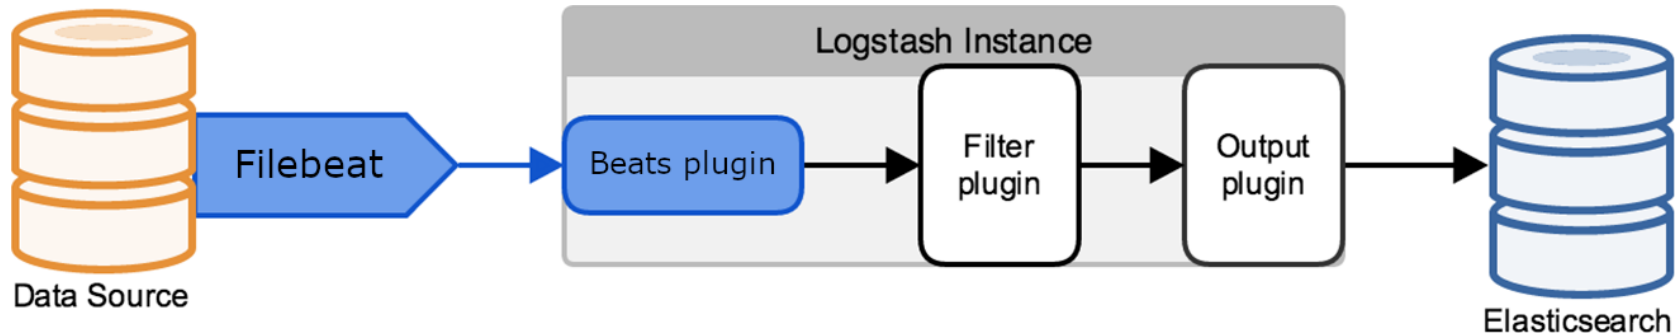 Logstash Instance
Filebeat
Beats plugin
Filter
plugin
Output
plugin
Data Source
Elasticsearch